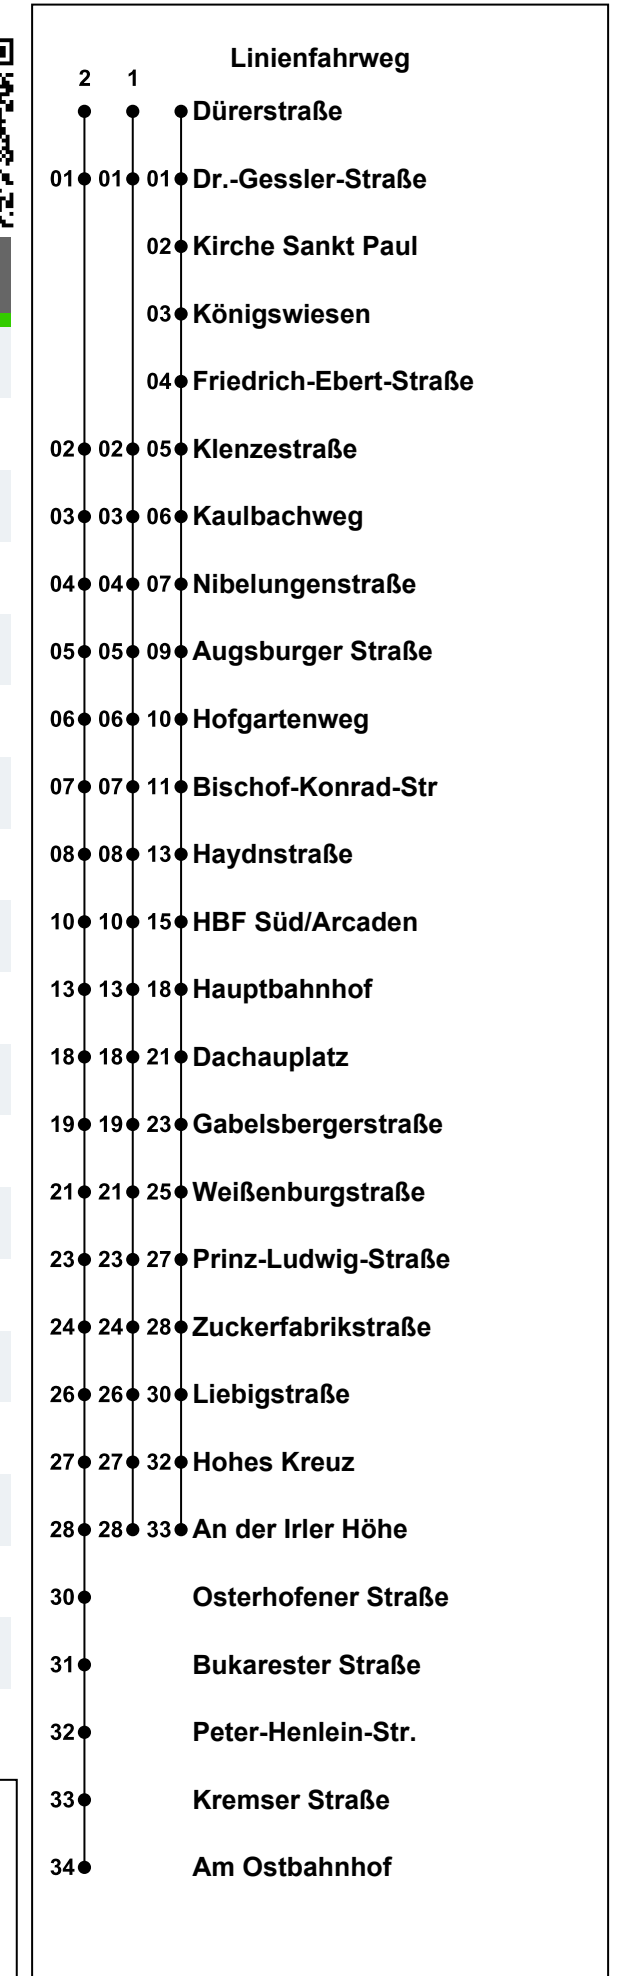 Linienfahrweg
2 1
Dürerstraße
01 01 01 Dr.-Gessler-Straße
02 Kirche Sankt Paul
03 Königswiesen
04 Friedrich-Ebert-Straße
02 02 05 Klenzestraße
03 03 06 Kaulbachweg
04 04 07 Nibelungenstraße
05 05 09 Augsburger Straße
06 06 10 Hofgartenweg
07 07 11 Bischof-Konrad-Str
08 08 13 Haydnstraße
10 10 15 HBF Süd/Arcaden
13 13 18 Hauptbahnhof
18 18 21 Dachauplatz
19 19 23 Gabelsbergerstraße
21 21 25 Weißenburgstraße
23 23 27 Prinz-Ludwig-Straße
24 24 28 Zuckerfabrikstraße
26 26 30 Liebigstraße
27 27 32 Hohes Kreuz
28 28 33 An der Irler Höhe
30 Osterhofener Straße
31 Bukarester Straße
32 Peter-Henlein-Str.
33 Kremser Straße
34 Am Ostbahnhof